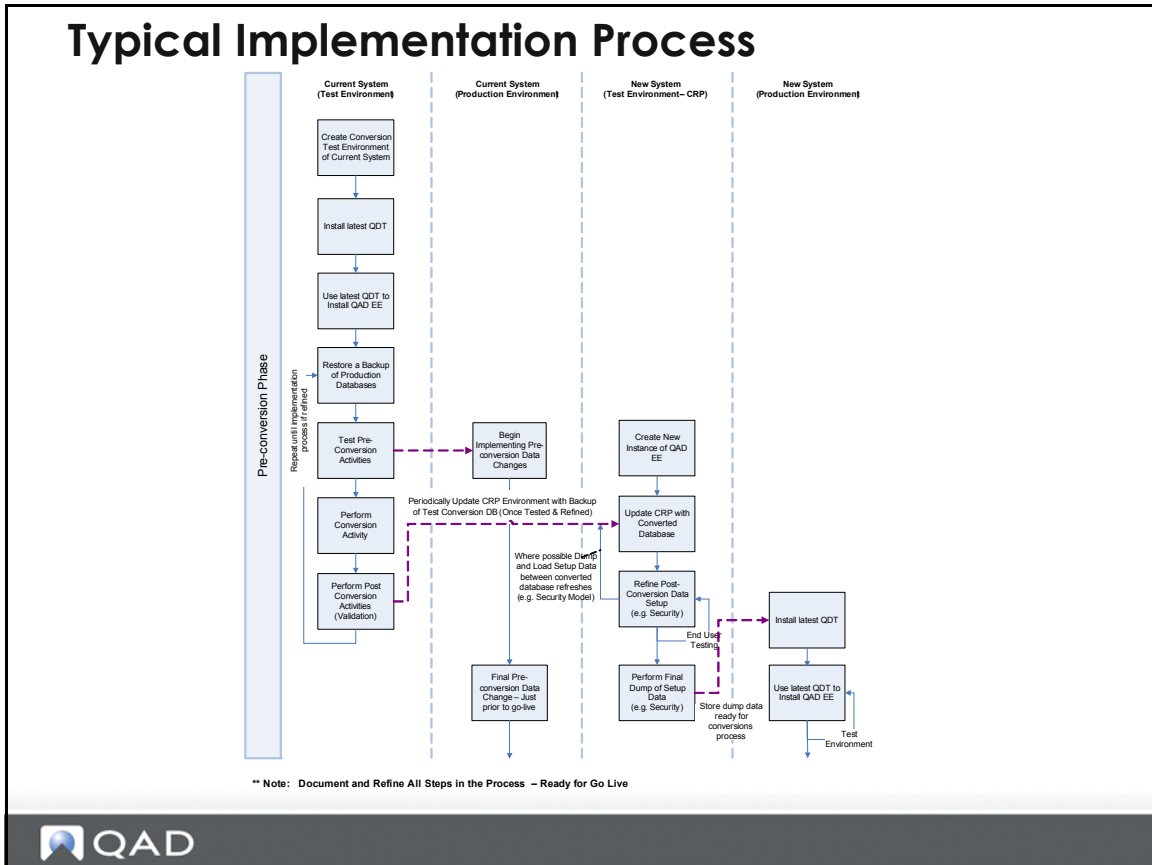 Typical Implementation Process
Current System
(Test Environment)
Current System
(Production Environment)
New System
(Test Environment– CRP)
New System
(Production Environment)
Pre-conversion Phase
Create Conversion
Test Environment
of Current System
Install latest QDT
Use latest QDT to
Install QAD EE
Restore a Backup
of Production
Databases
Repeat until implementation
process if refined
Test Pre-
Conversion
Activities
Perform
Conversion
Activity
Perform Post
Conversion
Activities
(Validation)
Begin
Implementing Pre-
conversion Data
Changes
Periodically Update CRP Environment with Backup
of Test Conversion DB (Once Tested & Refined)
Final Pre-
conversion Data
Change – Just
prior to go-live
Create New
Instance of QAD
EE
Update CRP with
Converted
Database
Where possible Dump
and Load Setup Data
between converted
database refreshes
(e.g. Security Model)
Refine Post-
Conversion Data
Setup
(e.g. Security)
End User
Testing
Perform Final
Dump of Setup
Data
(e.g. Security)
Store dump data
ready for
conversions
process
Install latest QDT
Use latest QDT to
Install QAD EE
Test
Environment
** Note: Document and Refine All Steps in the Process – Ready for Go Live
QAD